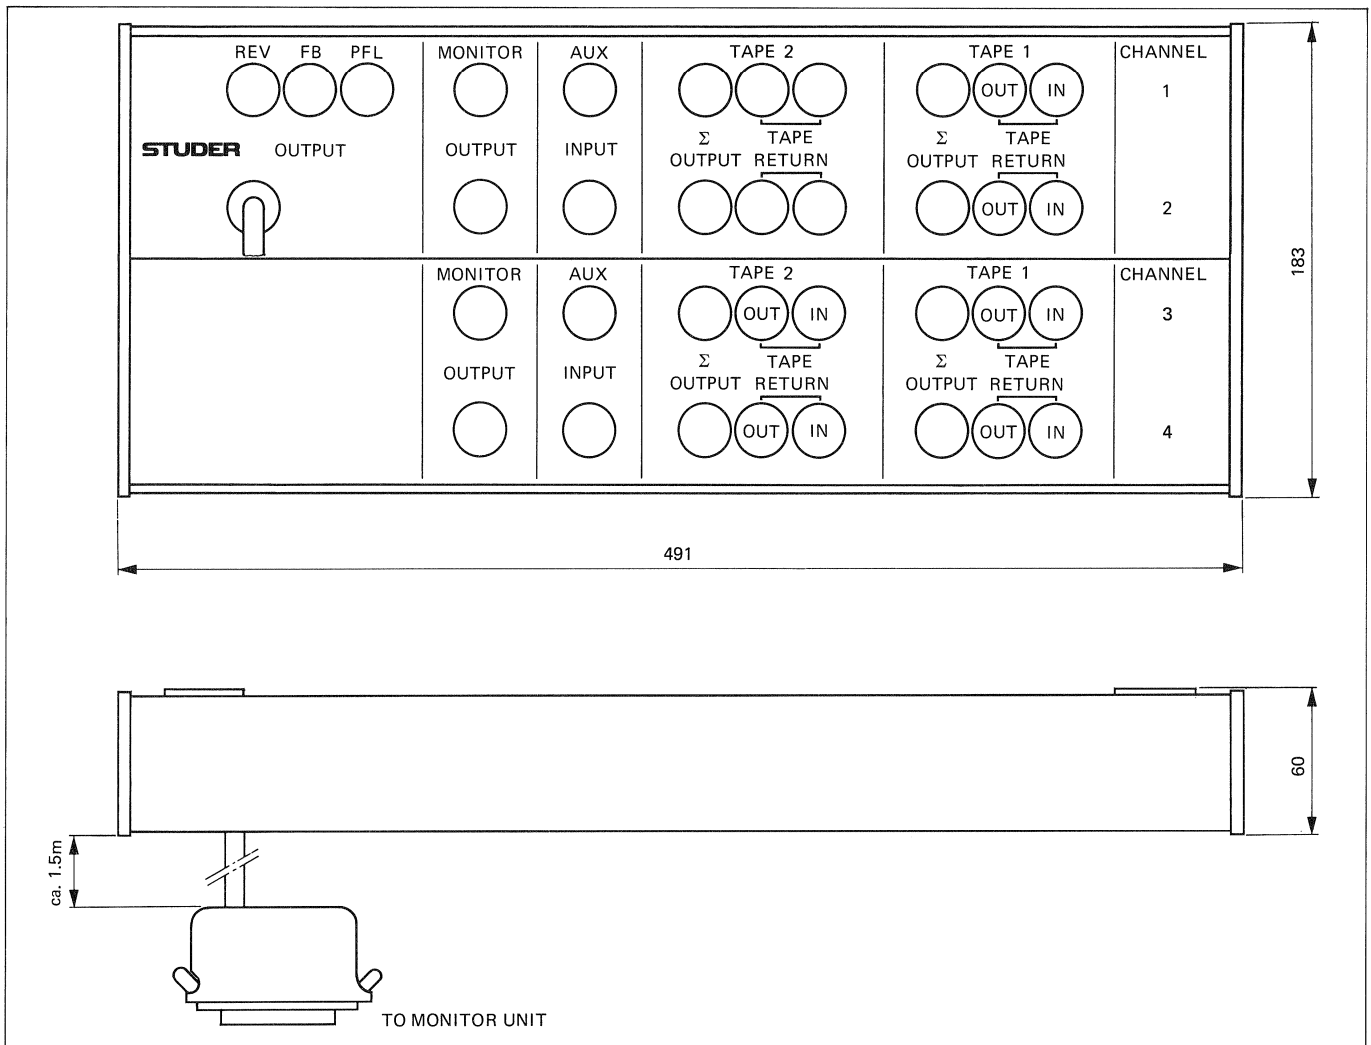 REV FB PFL MONITOR AUX TAPE 2 TAPE 1 CHANNEL
OUT IN 1
Σ TAPE Σ TAPE
STUDER OUTPUT OUTPUT INPUT OUTPUT RETURN OUTPUT RETURN
OUT IN 2
183
MONITOR AUX TAPE 2 TAPE 1 CHANNEL
OUT IN OUT IN 3
Σ TAPE Σ TAPE
OUTPUT INPUT OUTPUT RETURN OUTPUT RETURN
OUT IN OUT IN 4
491
60
ca. 1.5m
TO MONITOR UNIT